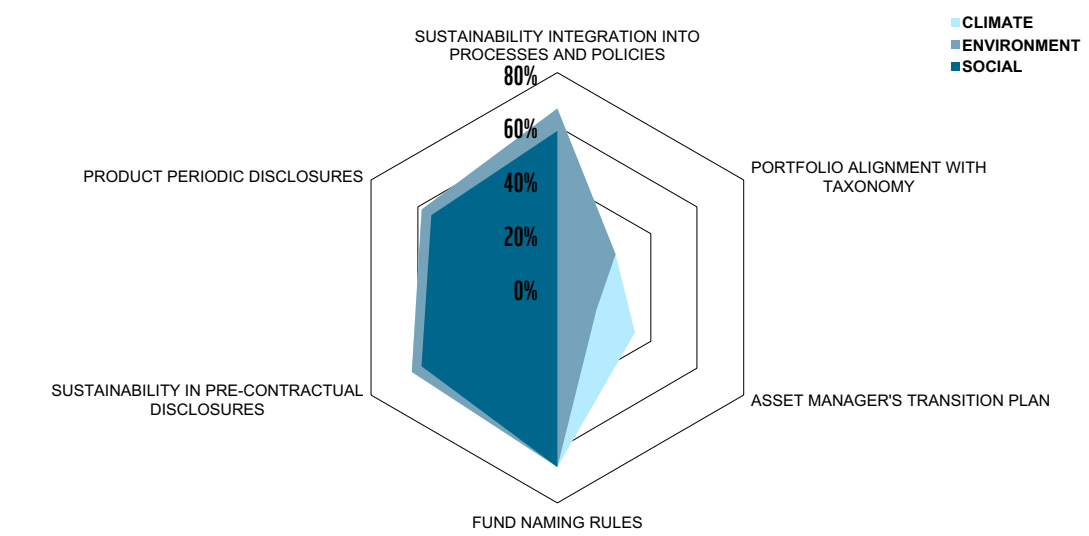 CLIMATE
ENVIRONMENT
SOCIAL
SUSTAINABILITY INTEGRATION INTO
PROCESSES AND POLICIES
80%
60%
40%
20%
0%
PORTFOLIO ALIGNMENT WITH
TAXONOMY
ASSET MANAGER'S TRANSITION PLAN
FUND NAMING RULES
SUSTAINABILITY IN PRE-CONTRACTUAL
DISCLOSURES
PRODUCT PERIODIC DISCLOSURES